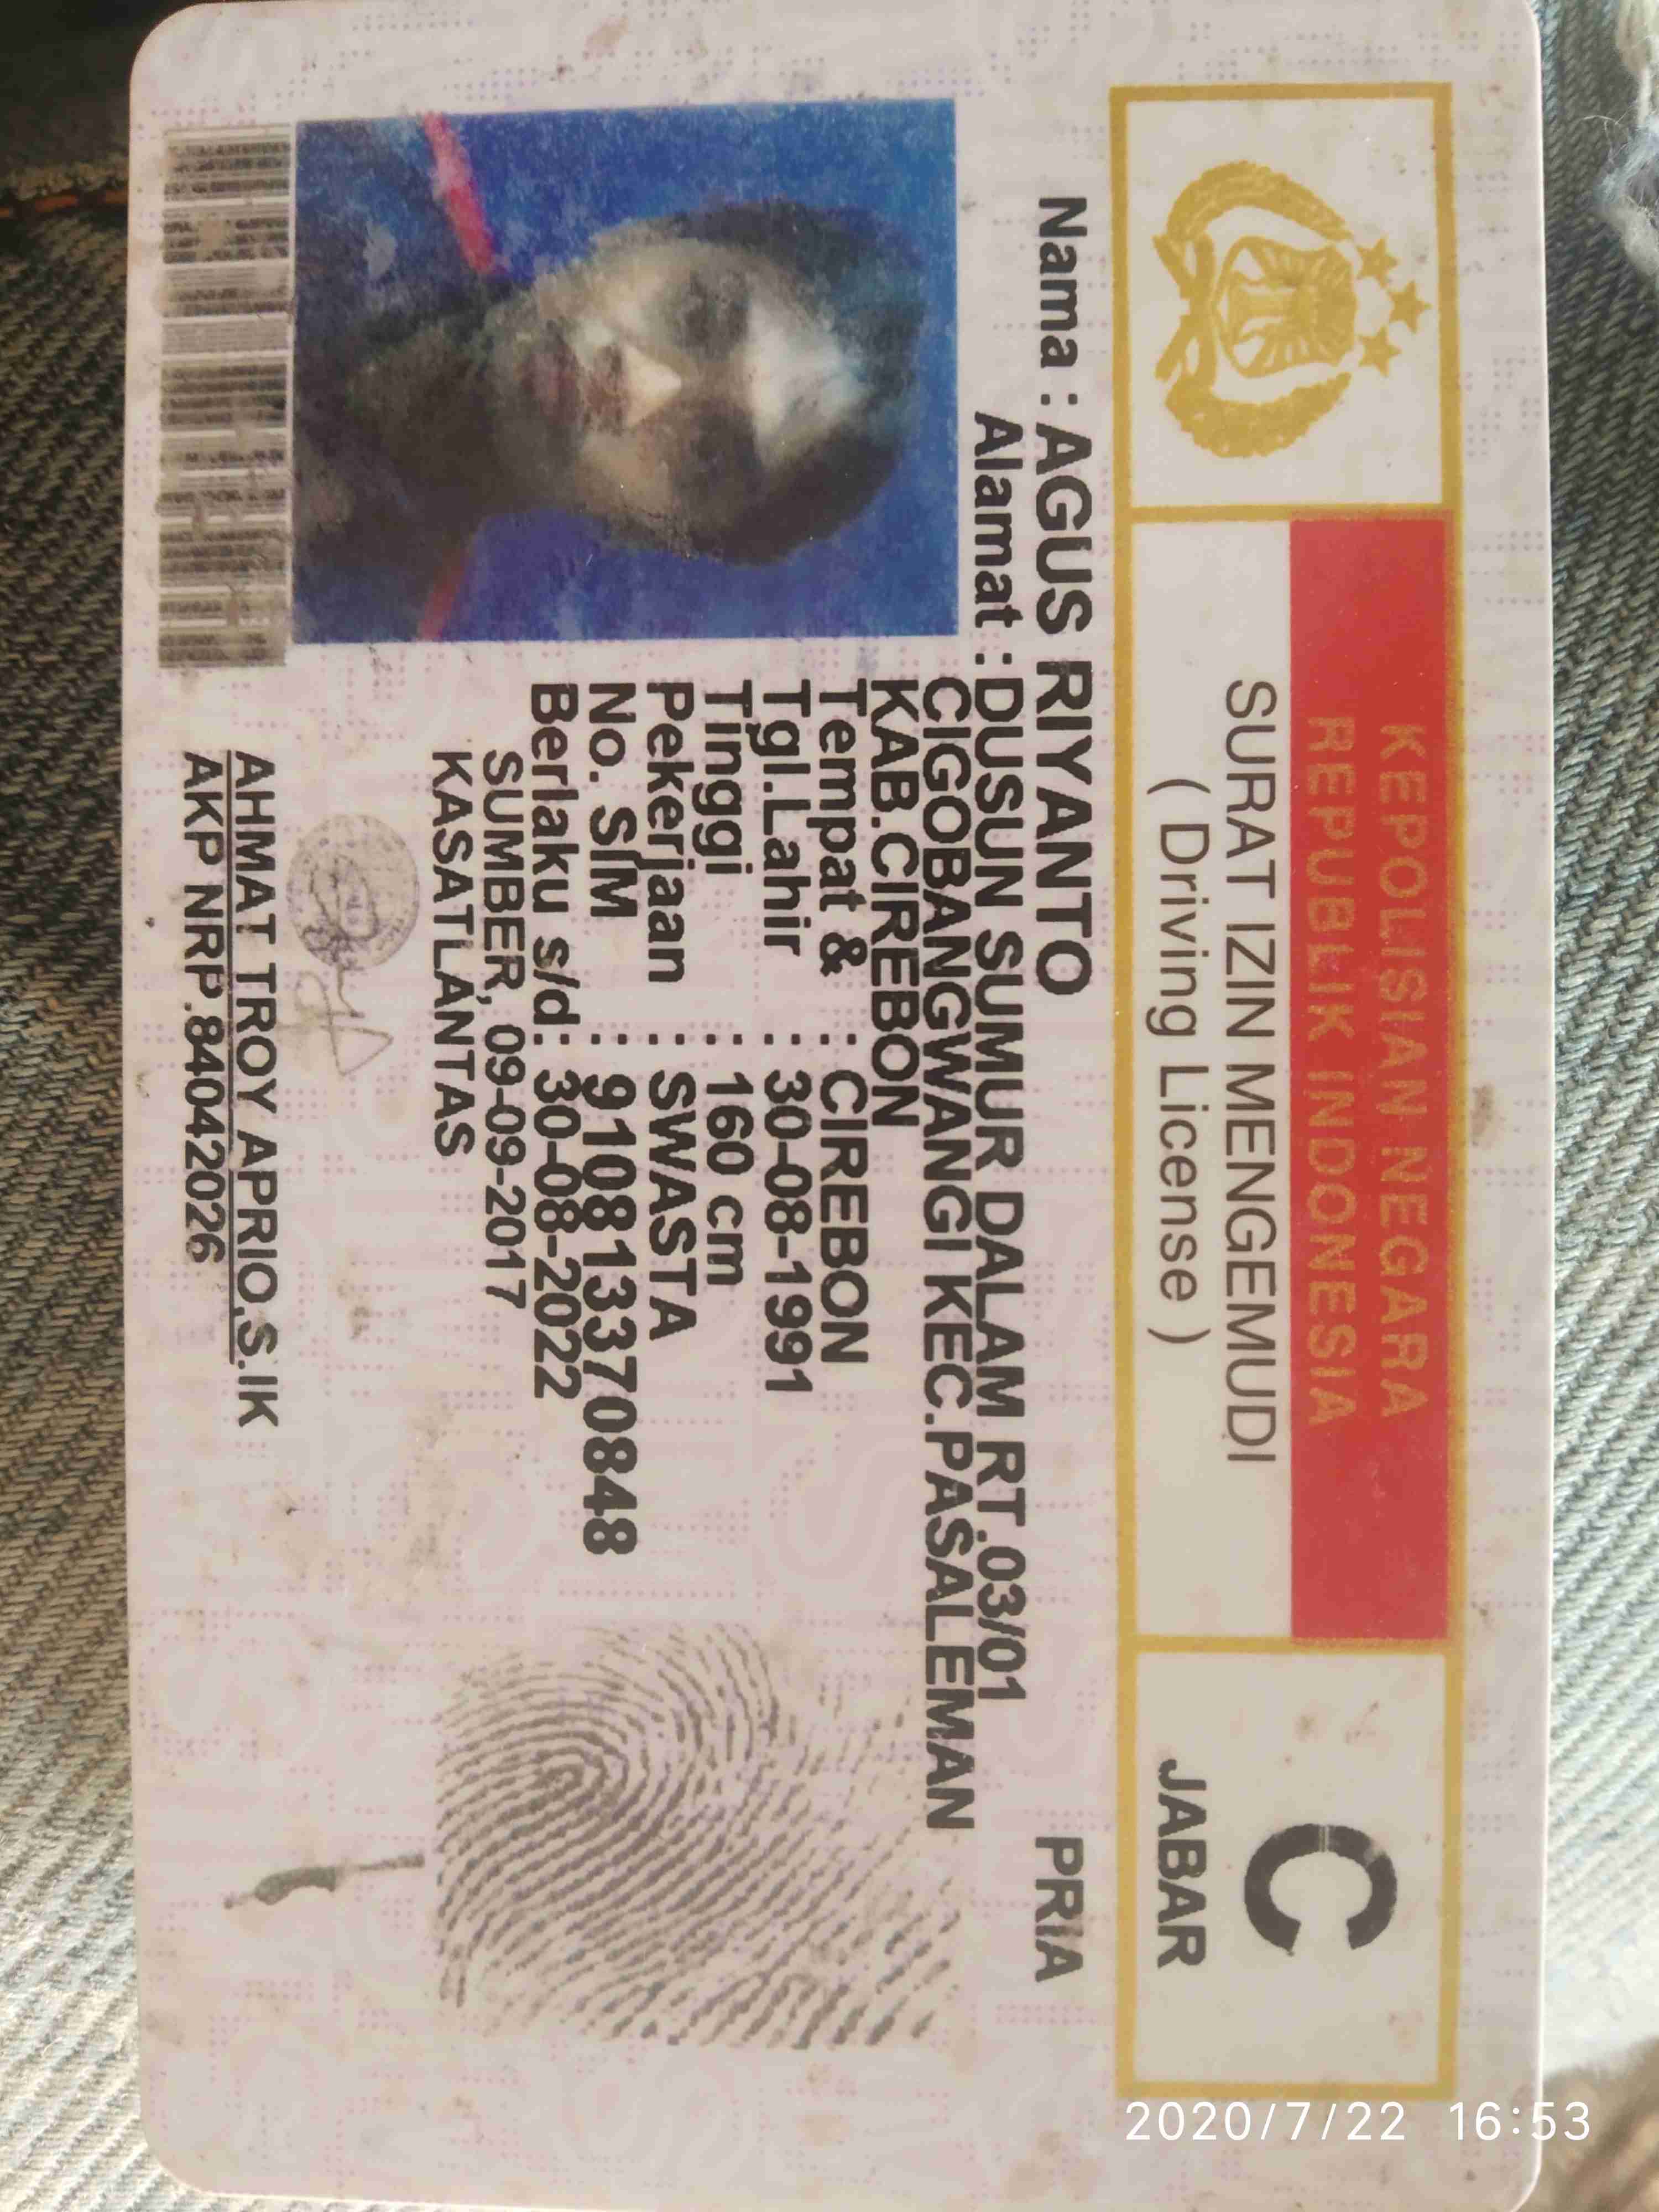 KEPOLISIAN NEGARA
REPUBLIK INDONESIA
SURAT IZIN MENGEMUDI
( Driving License )
C
JABAR
Nama : AGUS RIYANTO
PRIA
Alamat : DUSUN SUMUR DALAM RT.03/01
CIGOBANGWANGI KEC.PASALEMAN
KAB.CIREBON
Tempat & : CIREBON
Tgl.Lahir : 30-08-1991
Tinggi : 160 cm
Pekerjaan : SWASTA
No. SIM : 910813370848
Berlaku s/d : 30-08-2022
SUMBER, 09-09-2017
KASATLANTAS
AHMAT TROY APRIO,S.IK
AKP NRP.84042026
2020/7/22 16:53